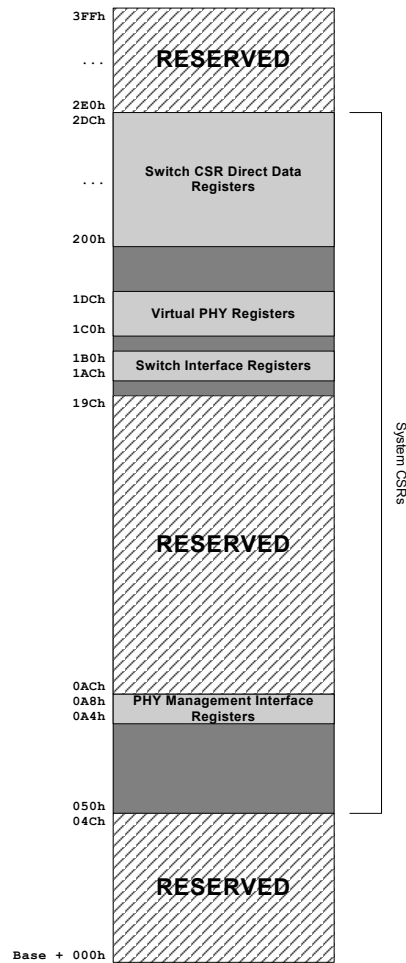 3FFh
...
RESERVED
2E0h
2DCh
Switch CSR Direct Data
Registers
...
200h
1DCh
Virtual PHY Registers
1C0h
1B0h
Switch Interface Registers
1ACh
19Ch
System CSRs
RESERVED
0ACh
0A8h
PHY Management Interface
Registers
0A4h
050h
04Ch
RESERVED
Base + 000h